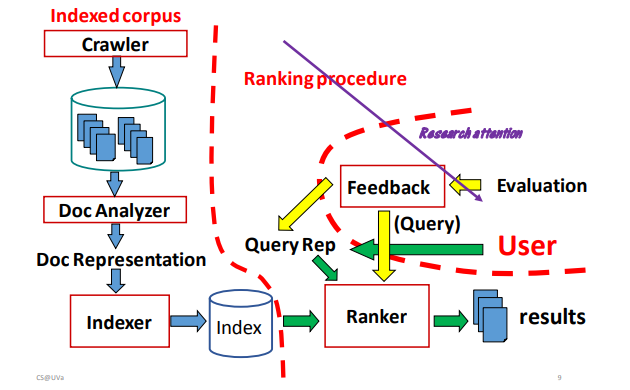 Indexed corpus
Crawler
Ranking procedure
Research attention
Feedback
Evaluation
Doc Analyzer
(Query)
User
Query Rep
Doc Representation
Indexer
Index
Ranker
results
CS@UVa
9